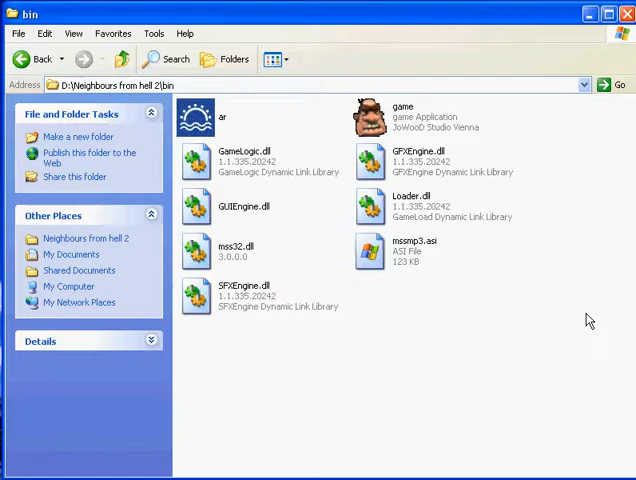 bin
File Edit View Favorites Tools Help
Back Search Folders
Address D:\Neighbours from hell 2\bin Go
File and Folder Tasks
Make a new folder
Publish this folder to the
Web
Share this folder
Other Places
Neighbours from hell 2
My Documents
Shared Documents
My Computer
My Network Places
Details
ar
game
game Application
JoWooD Studio Vienna
GameLogic.dll
1.1.335.20242
GameLogic Dynamic Link Library
GFXEngine.dll
1.1.335.20242
GFXEngine Dynamic Link Library
GUIEngine.dll
Loader.dll
1.1.335.20242
GameLoad Dynamic Link Library
mss32.dll
3.0.0.0
mssmp3.asi
ASI File
123 KB
SFXEngine.dll
1.1.335.20242
SFXEngine Dynamic Link Library